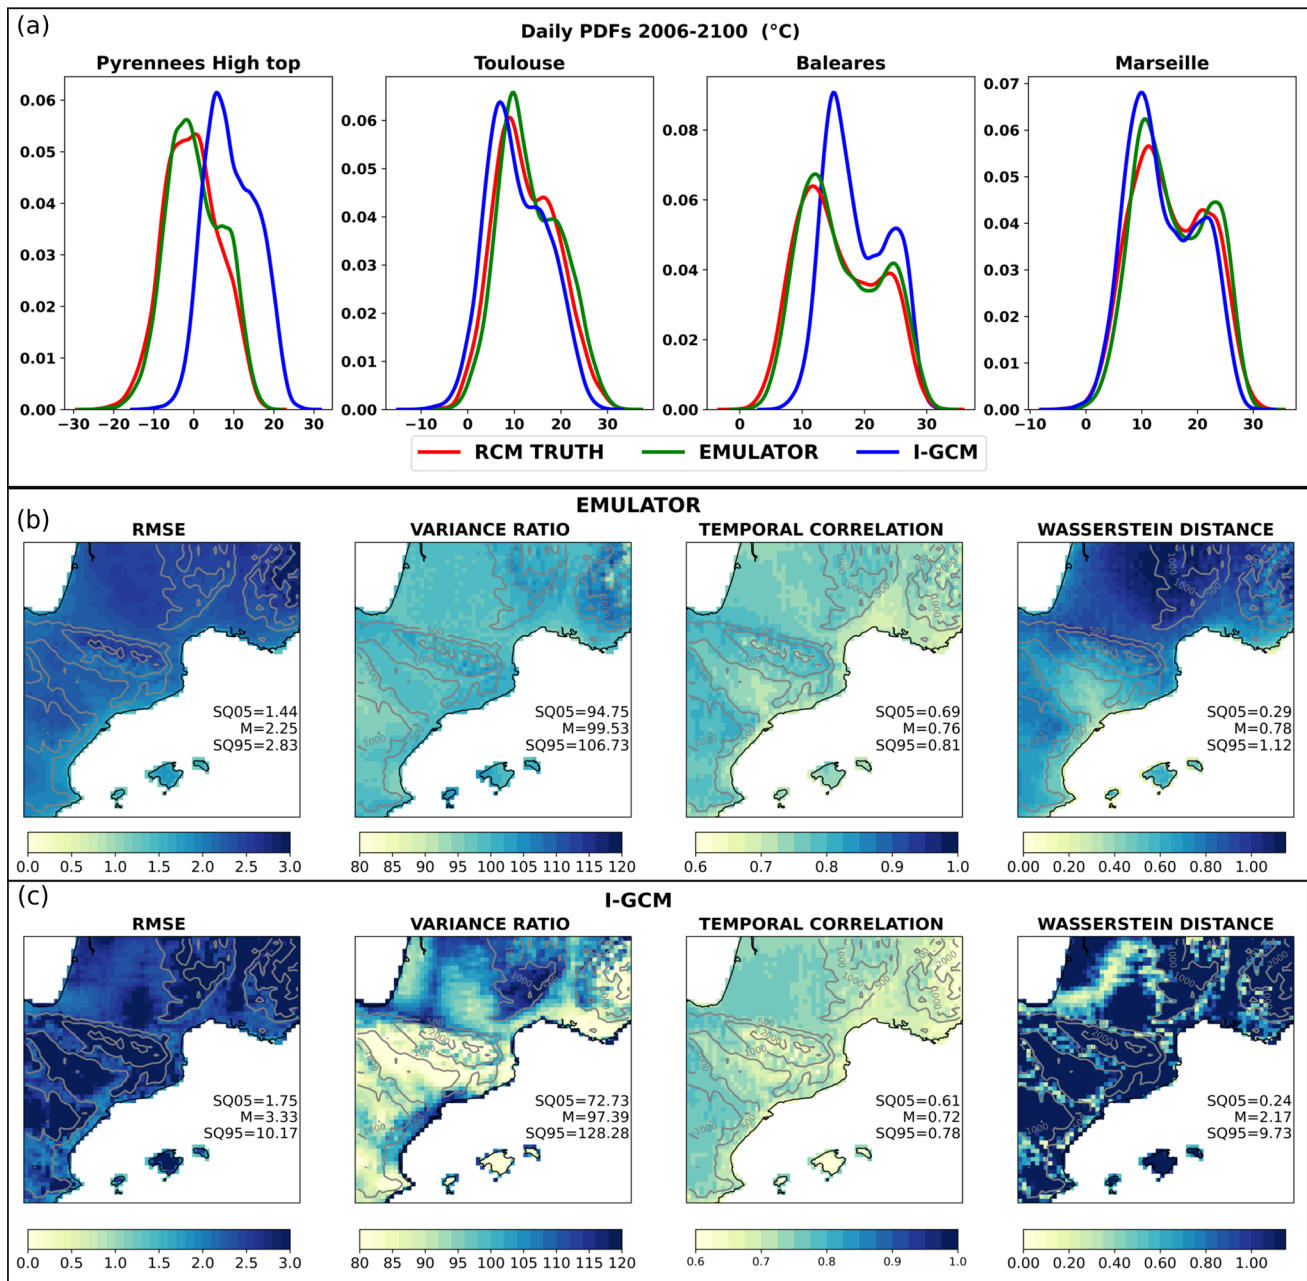 (a)
Daily PDFs 2006-2100 (°C)
Pyrennees High top
Toulouse
Baleares
Marseille
0.06
0.05
0.04
0.03
0.02
0.01
0.00
−30 −20 −10 0 10 20 30
0.06
0.05
0.04
0.03
0.02
0.01
0.00
−10 0 10 20 30
0.08
0.06
0.04
0.02
0.00
0 10 20 30
0.07
0.06
0.05
0.04
0.03
0.02
0.01
0.00
−10 0 10 20 30
RCM TRUTH EMULATOR I-GCM
(b)
EMULATOR
RMSE
VARIANCE RATIO
TEMPORAL CORRELATION
WASSERSTEIN DISTANCE
SQ05=1.44
M=2.25
SQ95=2.83
SQ05=94.75
M=99.53
SQ95=106.73
SQ05=0.69
M=0.76
SQ95=0.81
SQ05=0.29
M=0.78
SQ95=1.12
0.0 0.5 1.0 1.5 2.0 2.5 3.0
80 85 90 95 100 105 110 115 120
0.6 0.7 0.8 0.9 1.0
0.00 0.20 0.40 0.60 0.80 1.00
(c)
I-GCM
RMSE
VARIANCE RATIO
TEMPORAL CORRELATION
WASSERSTEIN DISTANCE
SQ05=1.75
M=3.33
SQ95=10.17
SQ05=72.73
M=97.39
SQ95=128.28
SQ05=0.61
M=0.72
SQ95=0.78
SQ05=0.24
M=2.17
SQ95=9.73
0.0 0.5 1.0 1.5 2.0 2.5 3.0
80 85 90 95 100 105 110 115 120
0.6 0.7 0.8 0.9 1.0
0.00 0.20 0.40 0.60 0.80 1.00